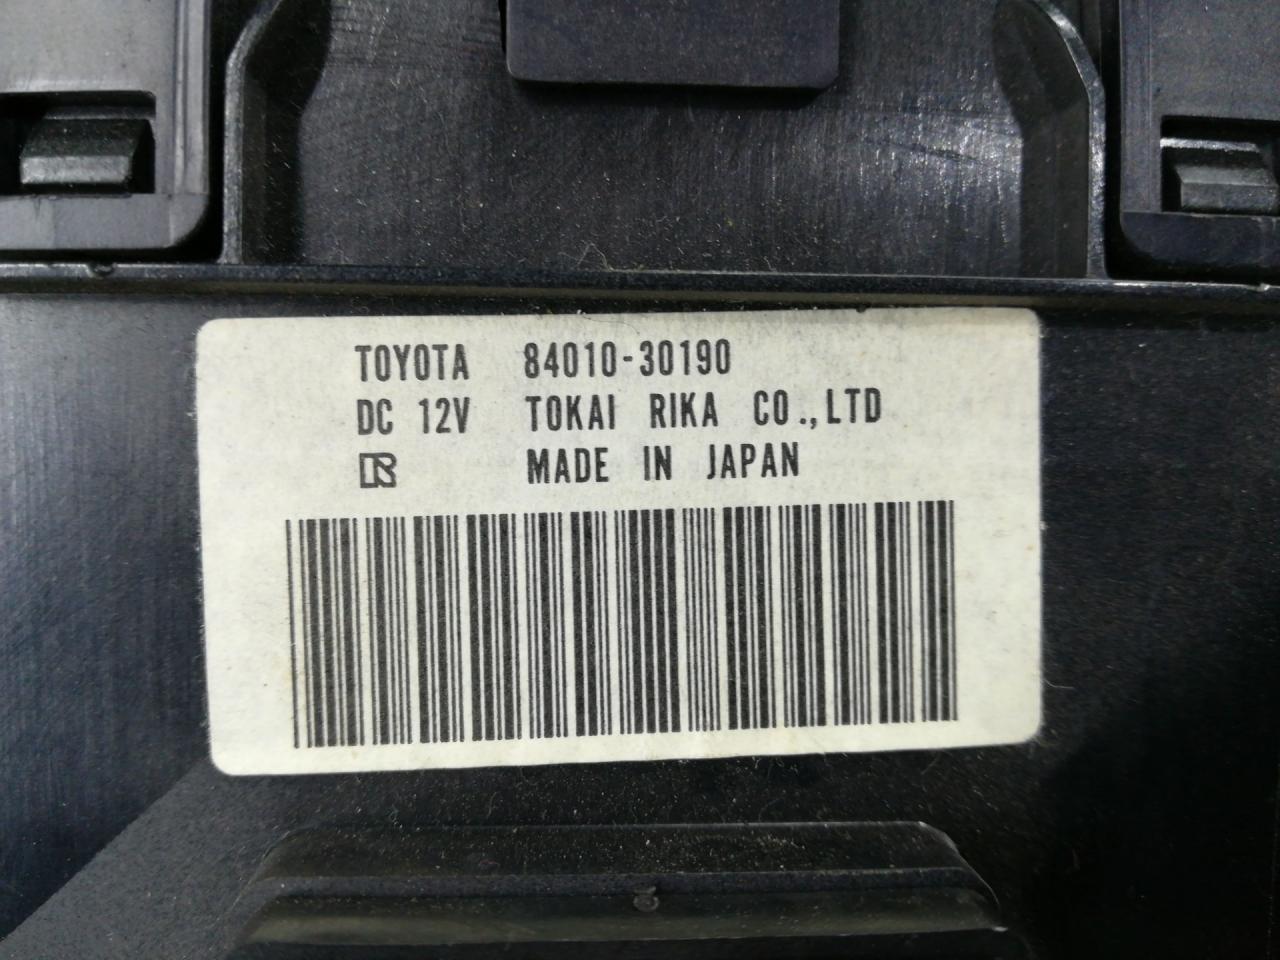 TOYOTA 84010-30190
DC 12V TOKAI RIKA CO.,LTD
R MADE IN JAPAN